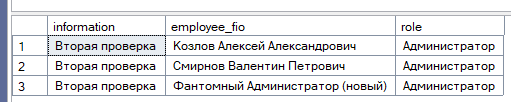 information employee_fio role
1 Вторая проверка Козлов Алексей Александрович Администратор
2 Вторая проверка Смирнов Валентин Петрович Администратор
3 Вторая проверка Фантомный Администратор (новый) Администратор